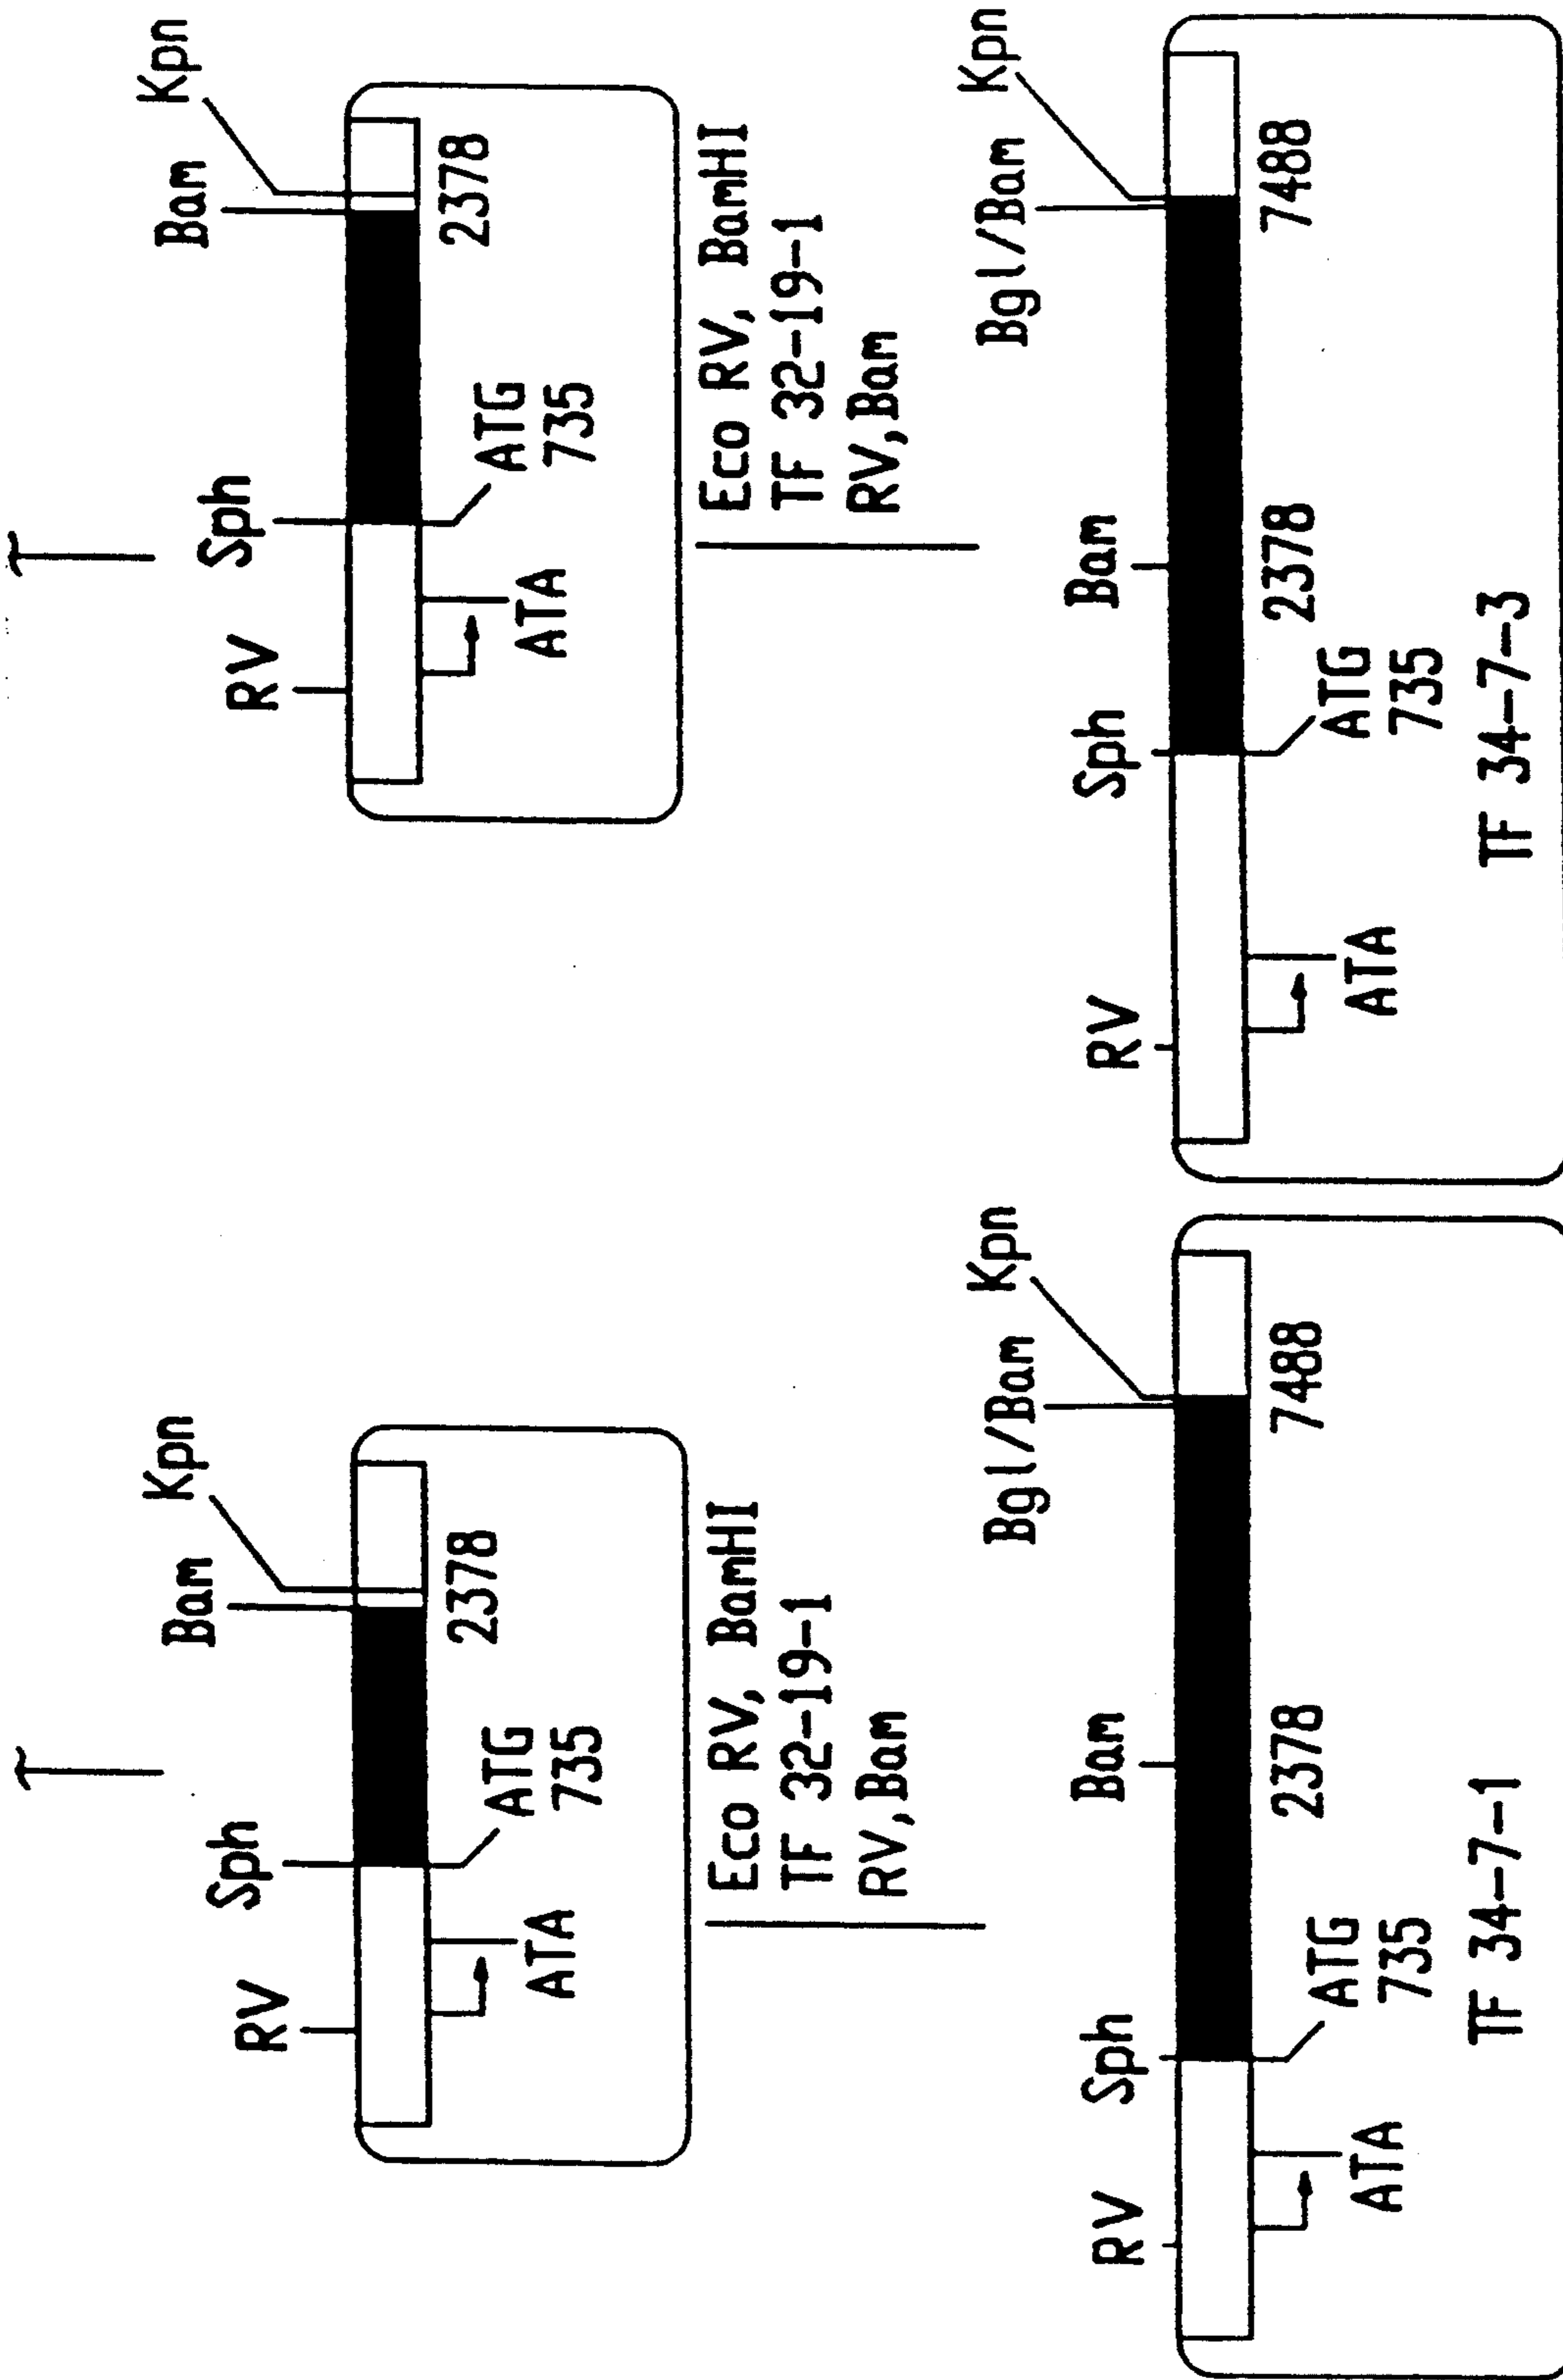 Kpn
Bam
Sph
RV
2378
ATG
735
ATA
Eco RV, BamHI
TF 32-19-1
RV, Bam
Kpn
Bam
Sph
RV
2378
ATG
735
ATA
Eco RV, BamHI
TF 32-19-1
RV, Bam
Kpn
Bgl/Bam
Bam
Sph
RV
7488
2378
ATG
735
ATA
TF 34-7-1
Kpn
Bgl/Bam
Bam
Sph
RV
7488
2378
ATG
735
ATA
TF 34-7-3